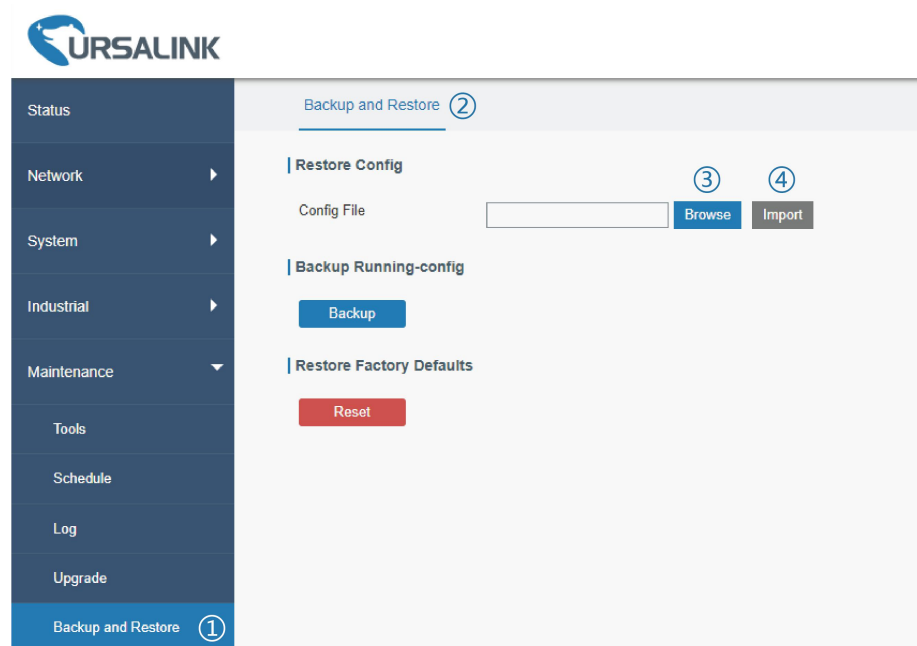 URSALINK
Status
Network
System
Industrial
Maintenance
Tools
Schedule
Log
Upgrade
Backup and Restore ①
Backup and Restore ②
Restore Config
③ ④
Config File Browse Import
Backup Running-config
Backup
Restore Factory Defaults
Reset